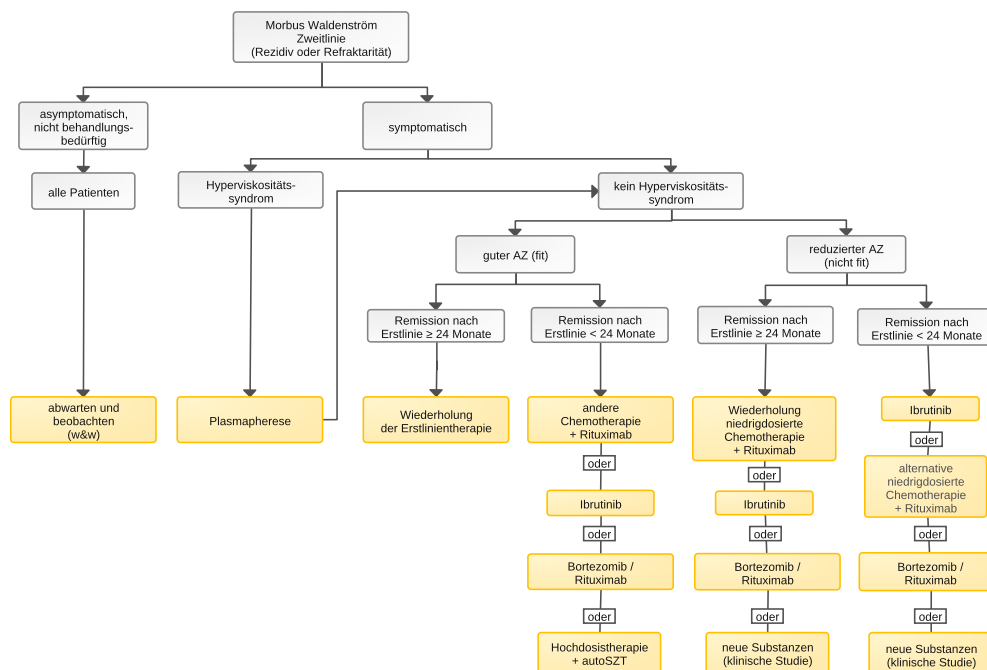 Morbus Waldenström
Zweitlinie
(Rezidiv oder Refraktarität)
asymptomatisch,
nicht behandlungs-
bedürftig
symptomatisch
alle Patienten
Hyperviskositäts-
syndrom
kein Hyperviskositäts-
syndrom
guter AZ (fit)
reduzierter AZ
(nicht fit)
Remission nach
Erstlinie ≥ 24 Monate
Remission nach
Erstlinie < 24 Monate
Remission nach
Erstlinie ≥ 24 Monate
Remission nach
Erstlinie < 24 Monate
abwarten und
beobachten
(w&w)
Plasmapherese
Wiederholung
der Erstlinientherapie
andere
Chemotherapie
+ Rituximab
oder
Ibrutinib
oder
Bortezomib /
Rituximab
oder
Hochdosistherapie
+ autoSZT
Wiederholung
niedrigdosierte
Chemotherapie
+ Rituximab
oder
Ibrutinib
oder
Bortezomib /
Rituximab
oder
neue Substanzen
(klinische Studie)
Ibrutinib
oder
alternative
niedrigdosierte
Chemotherapie
+ Rituximab
oder
Bortezomib /
Rituximab
oder
neue Substanzen
(klinische Studie)